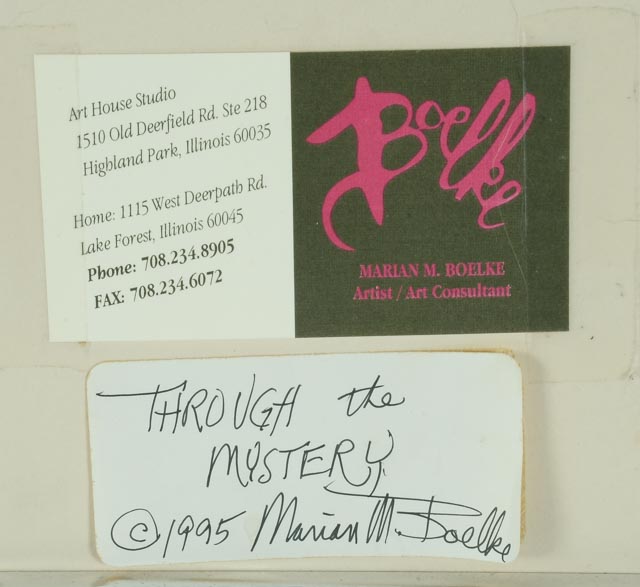 Art House Studio
1510 Old Deerfield Rd. Ste 218
Highland Park, Illinois 60035
Home: 1115 West Deerpath Rd.
Lake Forest, Illinois 60045
Phone: 708.234.8905
FAX: 708.234.6072
Boelke
MARIAN M. BOELKE
Artist / Art Consultant
THROUGH the
MYSTERY
© 1995 Marian M. Boelke